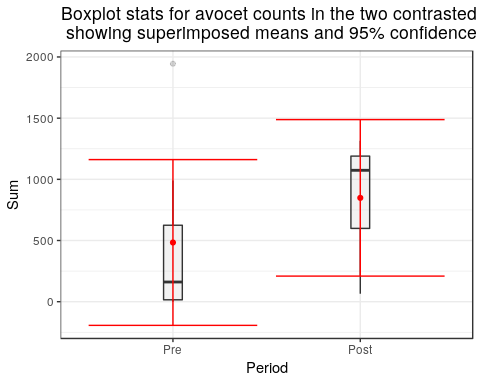 Boxplot stats for avocet counts in the two contrasted
showing superimposed means and 95% confidence
2000
1500
1000
500
0
Sum
Pre
Post
Period